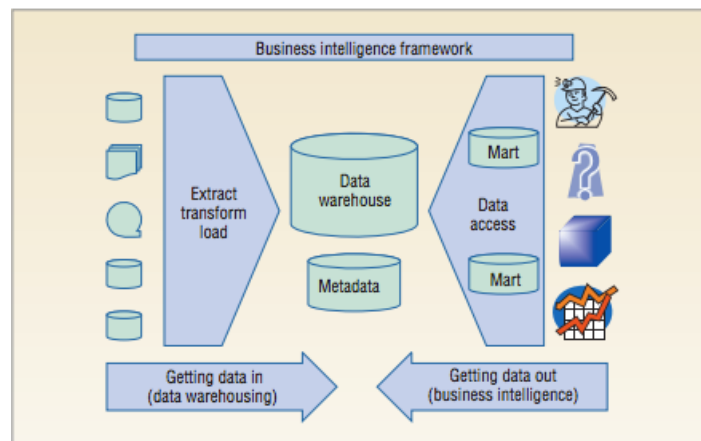 Business intelligence framework
Extract
transform
load
Data
warehouse
Metadata
Mart
Data
access
Mart
?
Getting data in
(data warehousing)
Getting data out
(business intelligence)